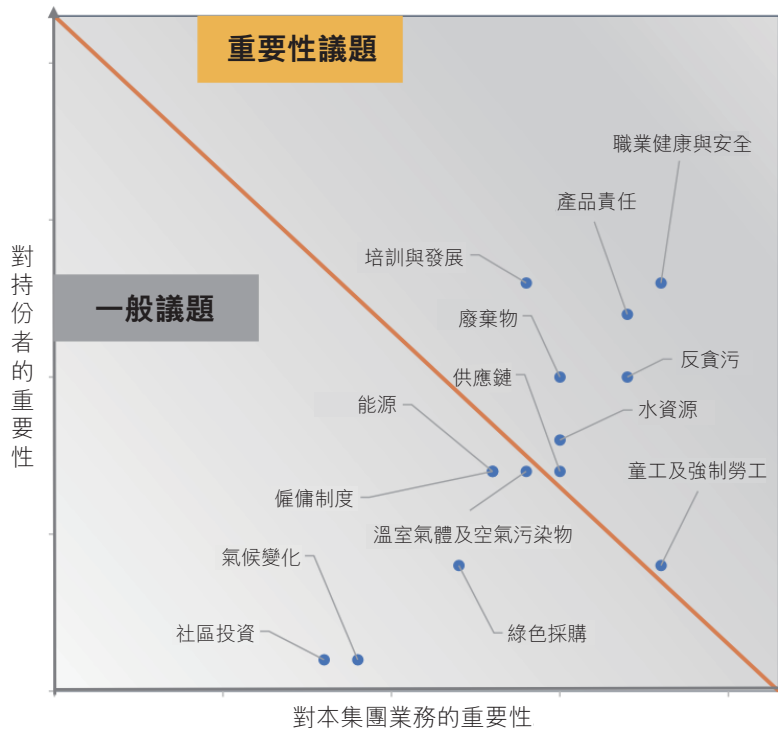 重要性議題
職業健康與安全
產品責任
培訓與發展
一般議題
廢棄物
反貪污
供應鏈
能源
水資源
童工及強制勞工
僱傭制度
溫室氣體及空氣污染物
氣候變化
社區投資
綠色採購
對持份者的重要性
對本集團業務的重要性